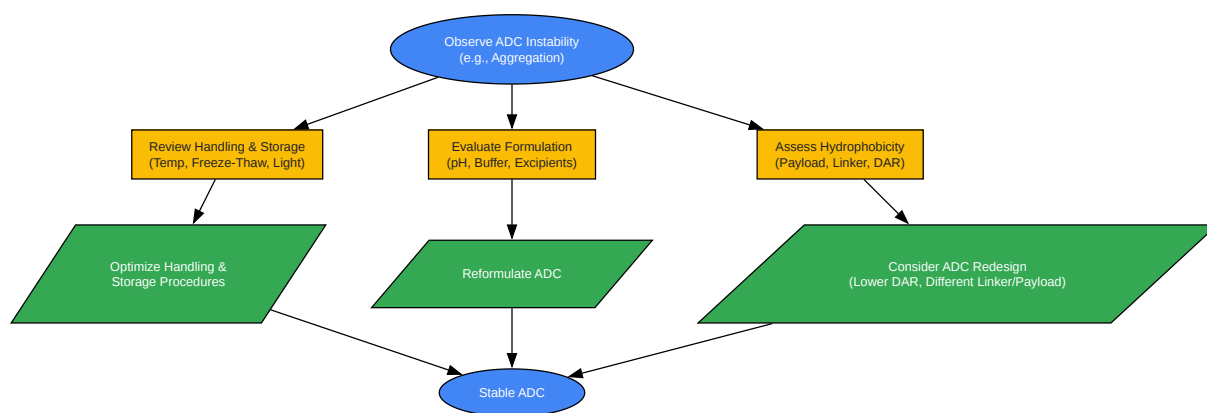 Observe ADC Instability
(e.g., Aggregation)
Review Handling & Storage
(Temp, Freeze-Thaw, Light)
Evaluate Formulation
(pH, Buffer, Excipients)
Assess Hydrophobicity
(Payload, Linker, DAR)
Optimize Handling &
Storage Procedures
Reformulate ADC
Consider ADC Redesign
(Lower DAR, Different Linker/Payload)
Stable ADC